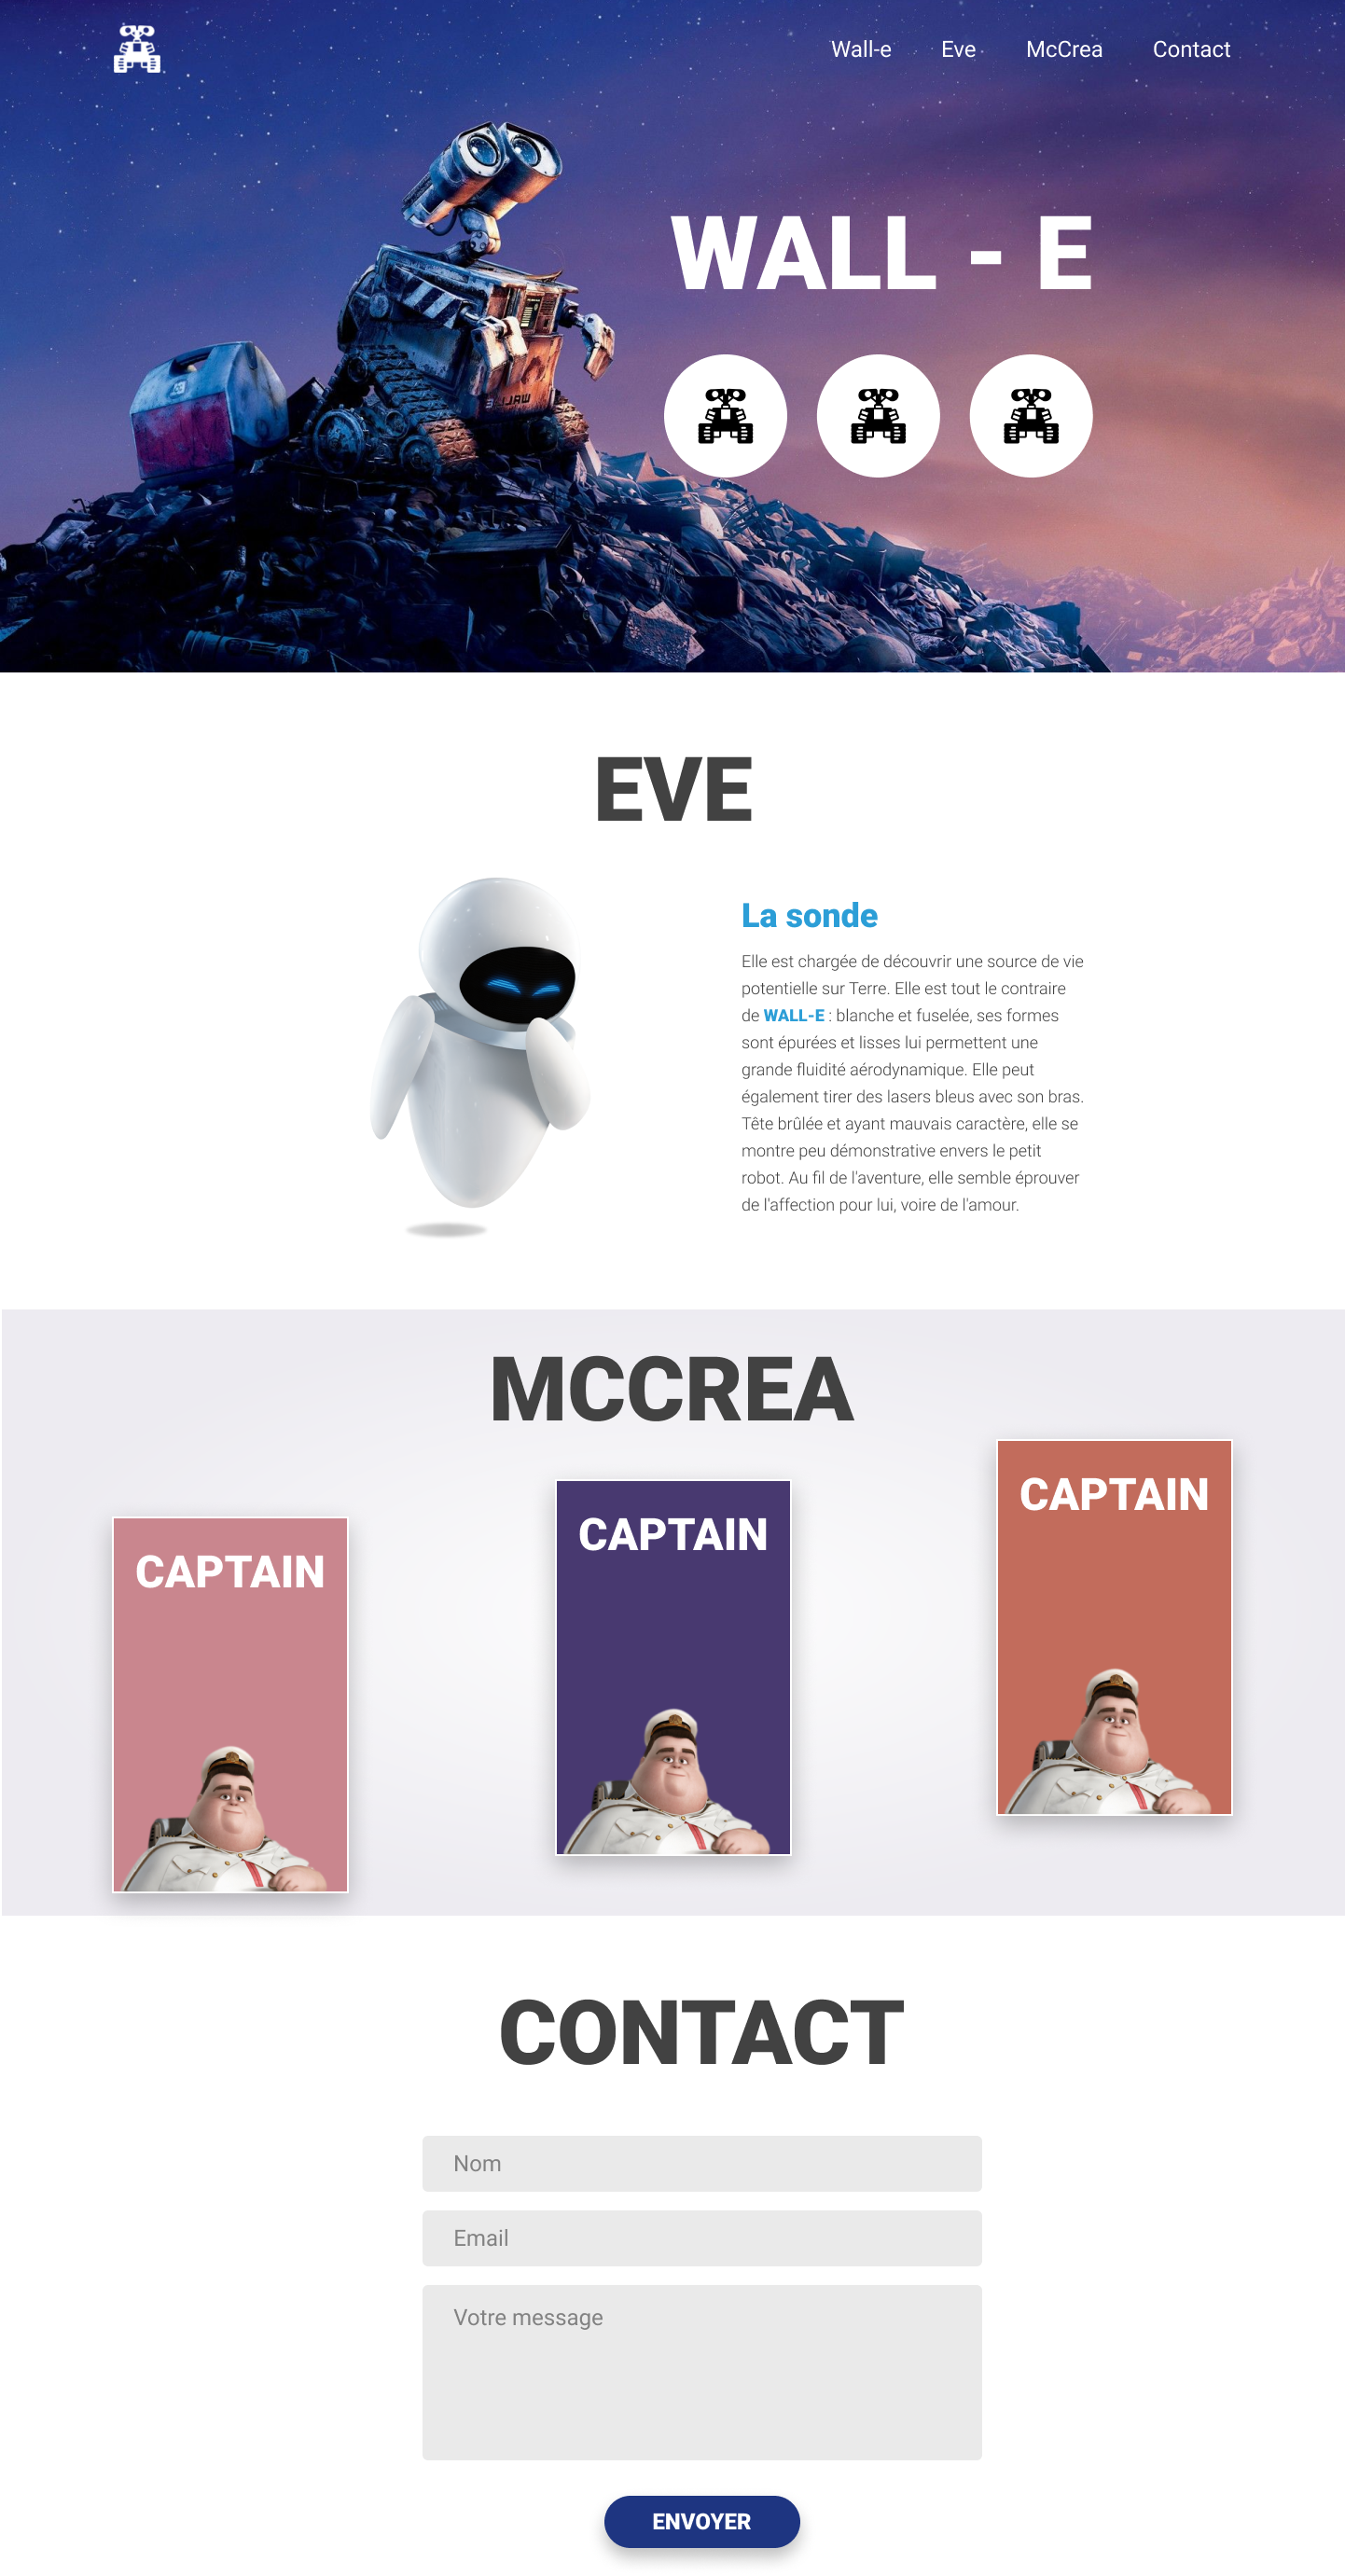 Wall-e Eve McCrea Contact
WALL - E
EVE
La sonde
Elle est chargée de découvrir une source de vie
potentielle sur Terre. Elle est tout le contraire
de WALL-E : blanche et fuselée, ses formes
sont épurées et lisses lui permettent une
grande fluidité aérodynamique. Elle peut
également tirer des lasers bleus avec son bras.
Tête brûlée et ayant mauvais caractère, elle se
montre peu démonstrative envers le petit
robot. Au fil de l'aventure, elle semble éprouver
de l'affection pour lui, voire de l'amour.
MCCREA
CAPTAIN
CAPTAIN
CAPTAIN
CONTACT
Nom
Email
Votre message
ENVOYER